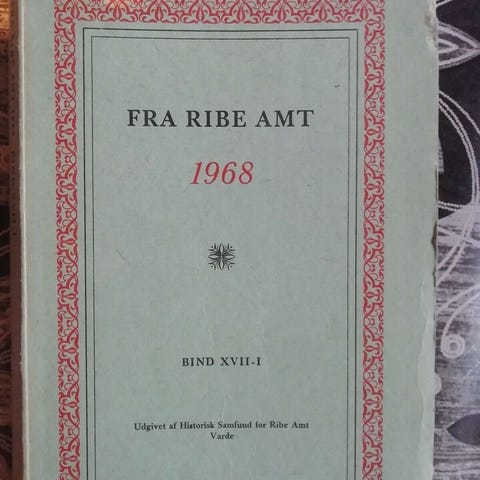 FRA RIBE AMT
1968
BIND XVII-I
Udgivet af Historisk Samfund for Ribe Amt
Varde